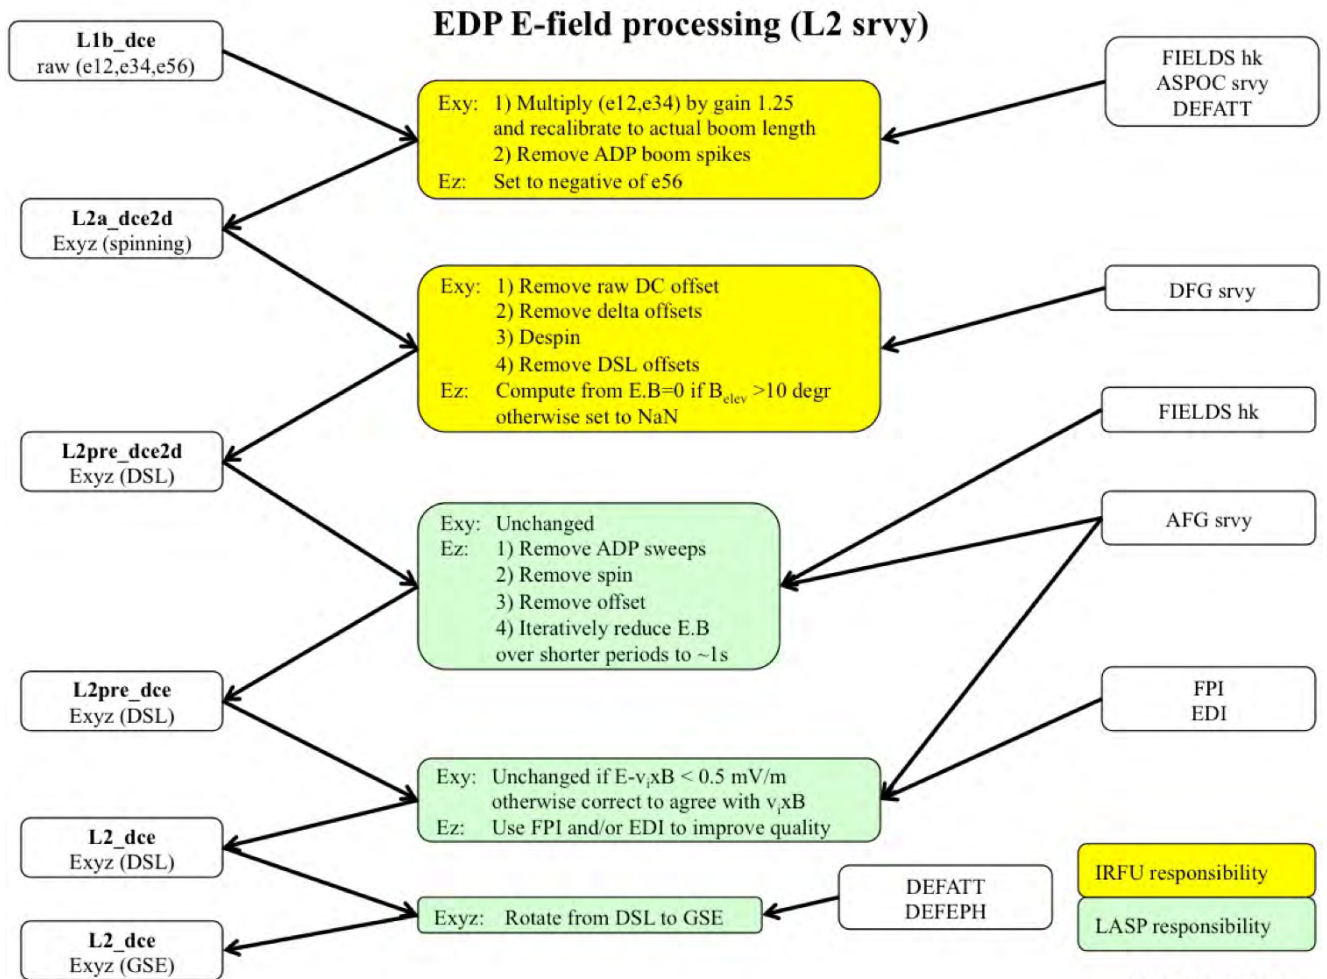 EDP E-field processing (L2 srvy)
L1b_dce
raw (e12,e34,e56)
FIELDS hk
ASPOC srvy
DEFATT
Exy: 1) Multiply (e12,e34) by gain 1.25
and recalibrate to actual boom length
2) Remove ADP boom spikes
Ez: Set to negative of e56
L2a_dce2d
Exyz (spinning)
Exy: 1) Remove raw DC offset
2) Remove delta offsets
3) Despin
4) Remove DSL offsets
Ez: Compute from E.B=0 if Belev >10 degr
otherwise set to NaN
DFG srvy
L2pre_dce2d
Exyz (DSL)
FIELDS hk
AFG srvy
Exy: Unchanged
Ez: 1) Remove ADP sweeps
2) Remove spin
3) Remove offset
4) Iteratively reduce E.B
over shorter periods to ~1s
L2pre_dce
Exyz (DSL)
FPI
EDI
Exy: Unchanged if E-vixB < 0.5 mV/m
otherwise correct to agree with vixB
Ez: Use FPI and/or EDI to improve quality
L2_dce
Exyz (DSL)
DEFATT
DEFEPH
Exyz: Rotate from DSL to GSE
L2_dce
Exyz (GSE)
IRFU responsibility
LASP responsibility